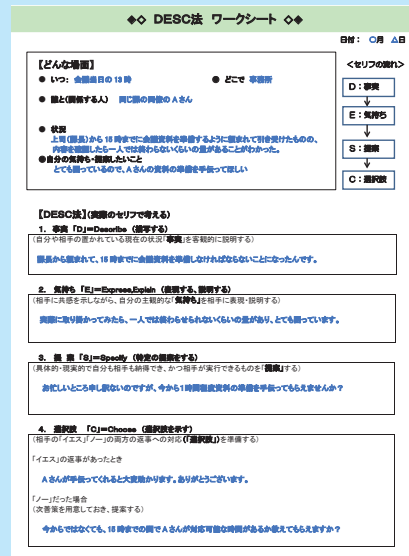 ◆◇ DESC法 ワークシート ◇◆
日付： 〇月 △日
【どんな場面】
● いつ： 会議当日の13時 ● どこで 事務所
● 誰と(関係する人) 同じ課の同僚のAさん
● 状況
上司(課長)から15時までに会議資料を準備するように頼まれて引き受けたものの、
内容を確認したら一人では終わらないくらいの量があることがわかった。
●自分の気持ち・提案したいこと
とても困っているので、Aさんの資料の準備を手伝ってほしい
＜セリフの流れ＞
D：事実
E：気持ち
S：提案
C：選択肢
【DESC法】(実際のセリフで考える)
1． 事実 「D」＝Describe （描写する）
(自分や相手の置かれている現在の状況「事実」を客観的に説明する)
課長から頼まれて、15時までに会議資料を準備しなければならないことになったんです。
2． 気持ち 「E」＝Express,Explain （表現する、説明する）
(相手に共感を示しながら、自分の主観的な「気持ち」を相手に表現・説明する)
実際に取り掛かってみたら、一人では終わらせられないくらいの量があり、とても困っています。
3． 提 案 「S」＝Specify （特定の提案をする）
(具体的・現実的で自分も相手も納得でき、かつ相手が実行できるものを「提案」する)
お忙しいところ申し訳ないのですが、今から1時間程度資料の準備を手伝ってもらえませんか？
4． 選択肢 「C」＝Choose （選択肢を示す）
(相手の「イエス」「ノー」の両方の返事への対応(「選択肢」)を準備する)
「イエス」の返事があったとき
Aさんが手伝ってくれると大変助かります。ありがとうございます。
「ノー」だった場合
(次善策を用意しておき、提案する)
今からではなくても、15時までの間でAさんが対応可能な時間があるか教えてもらえますか？